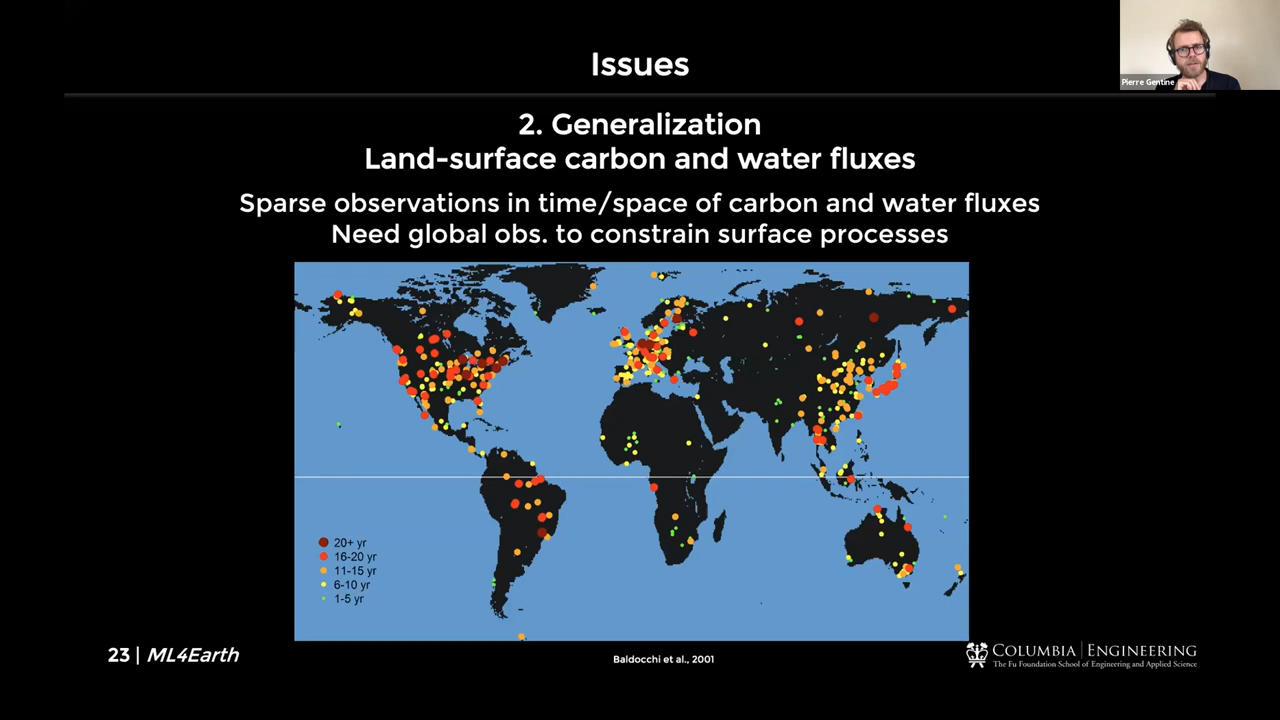 Issues
Pierre Gentine
2. Generalization
Land-surface carbon and water fluxes
Sparse observations in time/space of carbon and water fluxes
Need global obs. to constrain surface processes
20+ yr
16-20 yr
11-15 yr
6-10 yr
1-5 yr
23 | ML4Earth
Baldocchi et al., 2001
COLUMBIA | ENGINEERING
The Fu Foundation School of Engineering and Applied Science